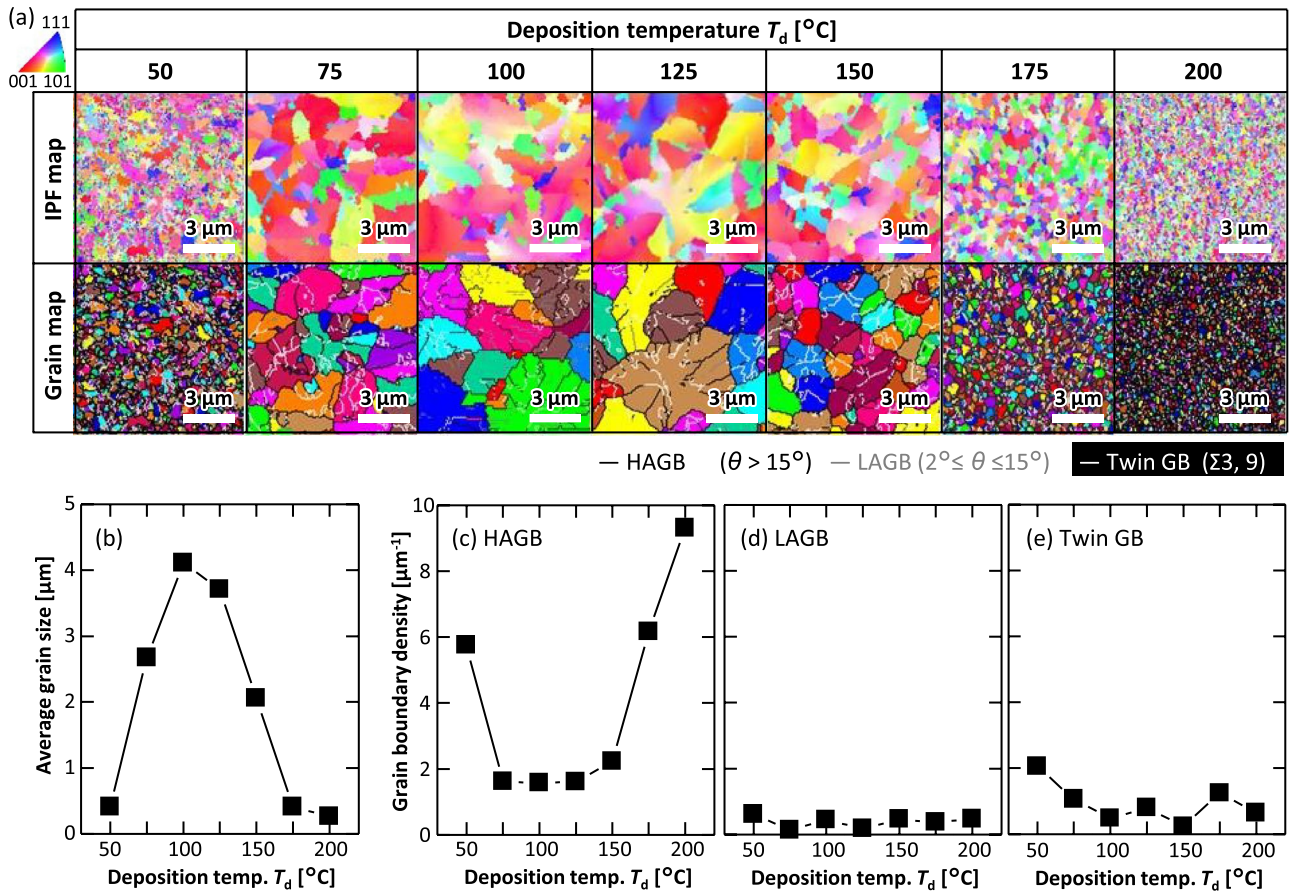 (a)
111
001 101
Deposition temperature Td [°C]
50 75 100 125 150 175 200
IPF map
3 µm 3 µm 3 µm 3 µm 3 µm 3 µm 3 µm
Grain map
3 µm 3 µm 3 µm 3 µm 3 µm 3 µm 3 µm
— HAGB (θ > 15°) — LAGB (2°≤ θ ≤15°) — Twin GB (Σ3, 9)
(b)
Average grain size [µm]
5
4
3
2
1
0
50 100 150 200
Deposition temp. Td [°C]
(c) HAGB
Grain boundary density [µm-1]
10
8
6
4
2
0
50 100 150 200
Deposition temp. Td [°C]
(d) LAGB
50 100 150 200
Deposition temp. Td [°C]
(e) Twin GB
50 100 150 200
Deposition temp. Td [°C]